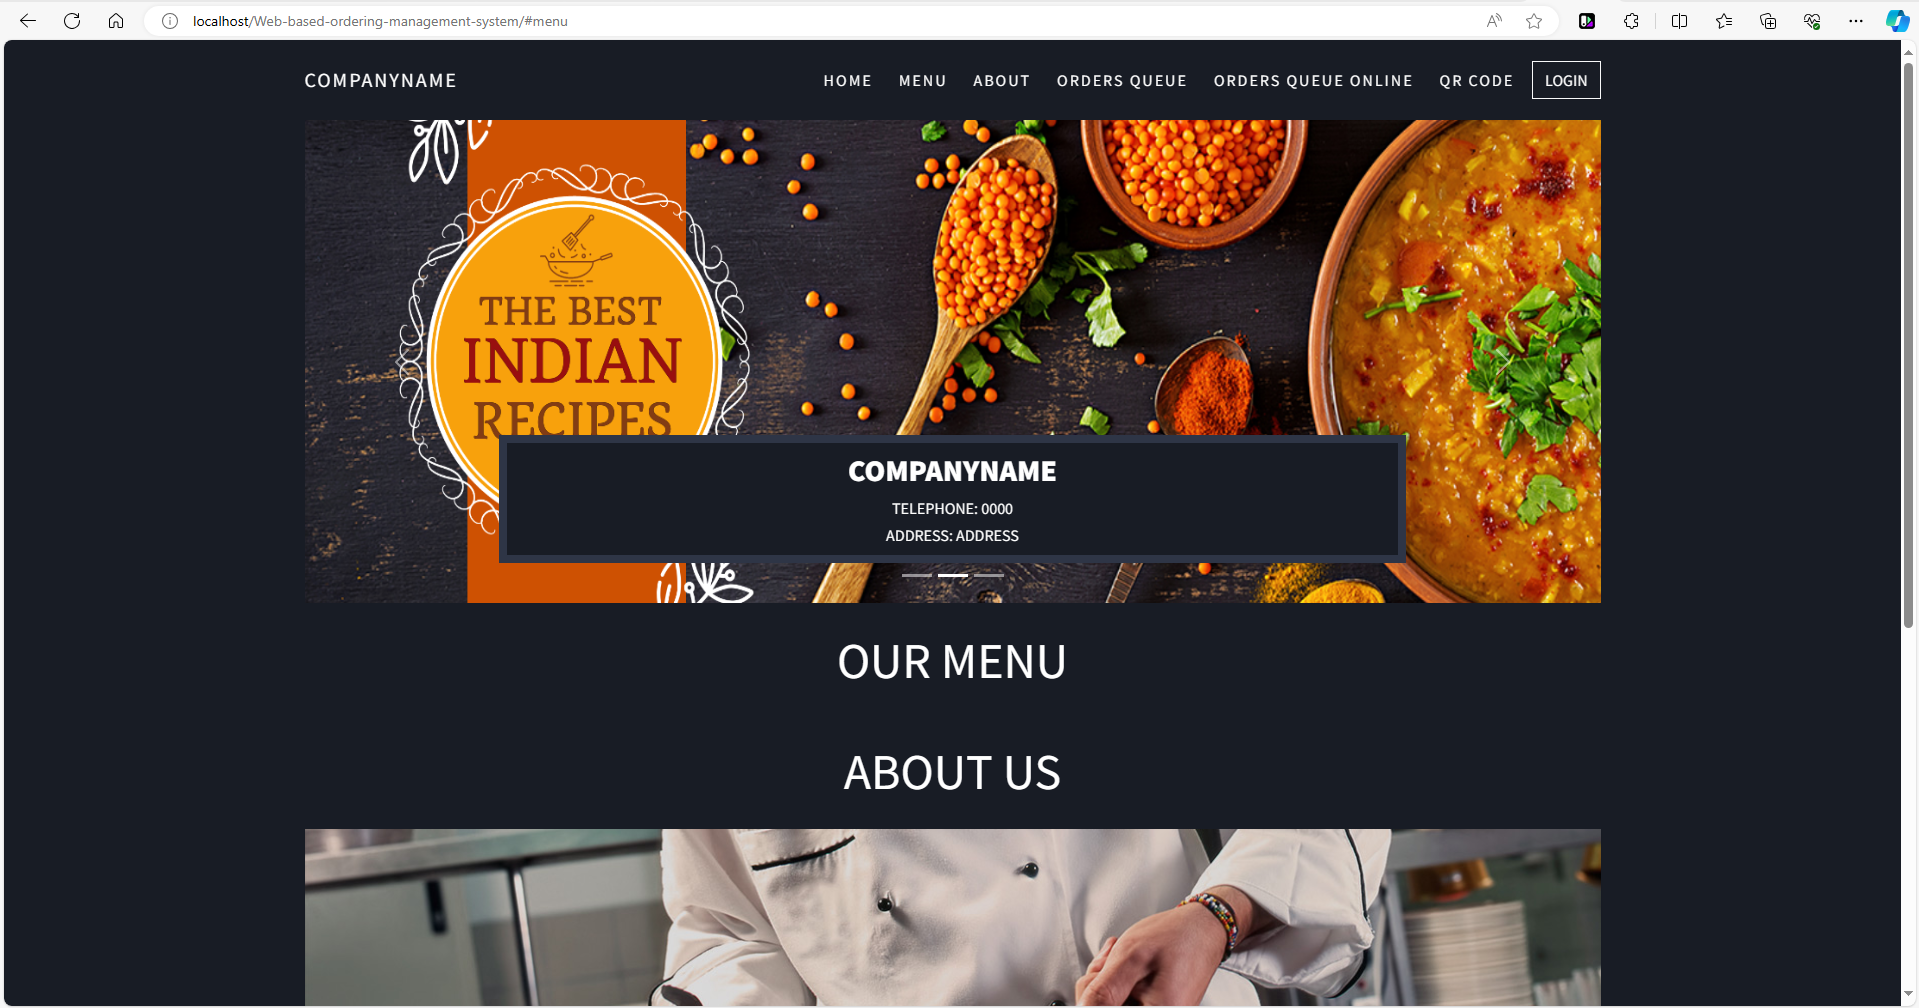 localhost/Web-based-ordering-management-system/#menu
COMPANYNAME
HOME MENU ABOUT ORDERS QUEUE ORDERS QUEUE ONLINE QR CODE LOGIN
THE BEST
INDIAN
RECIPES
COMPANYNAME
TELEPHONE: 0000
ADDRESS: ADDRESS
OUR MENU
ABOUT US